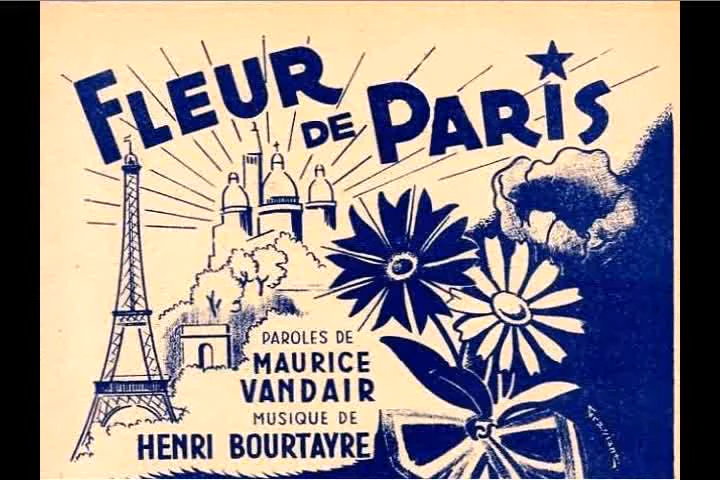 FLEUR DE PARIS
PAROLES DE
MAURICE
VANDAIR
MUSIQUE DE
HENRI BOURTAYRE